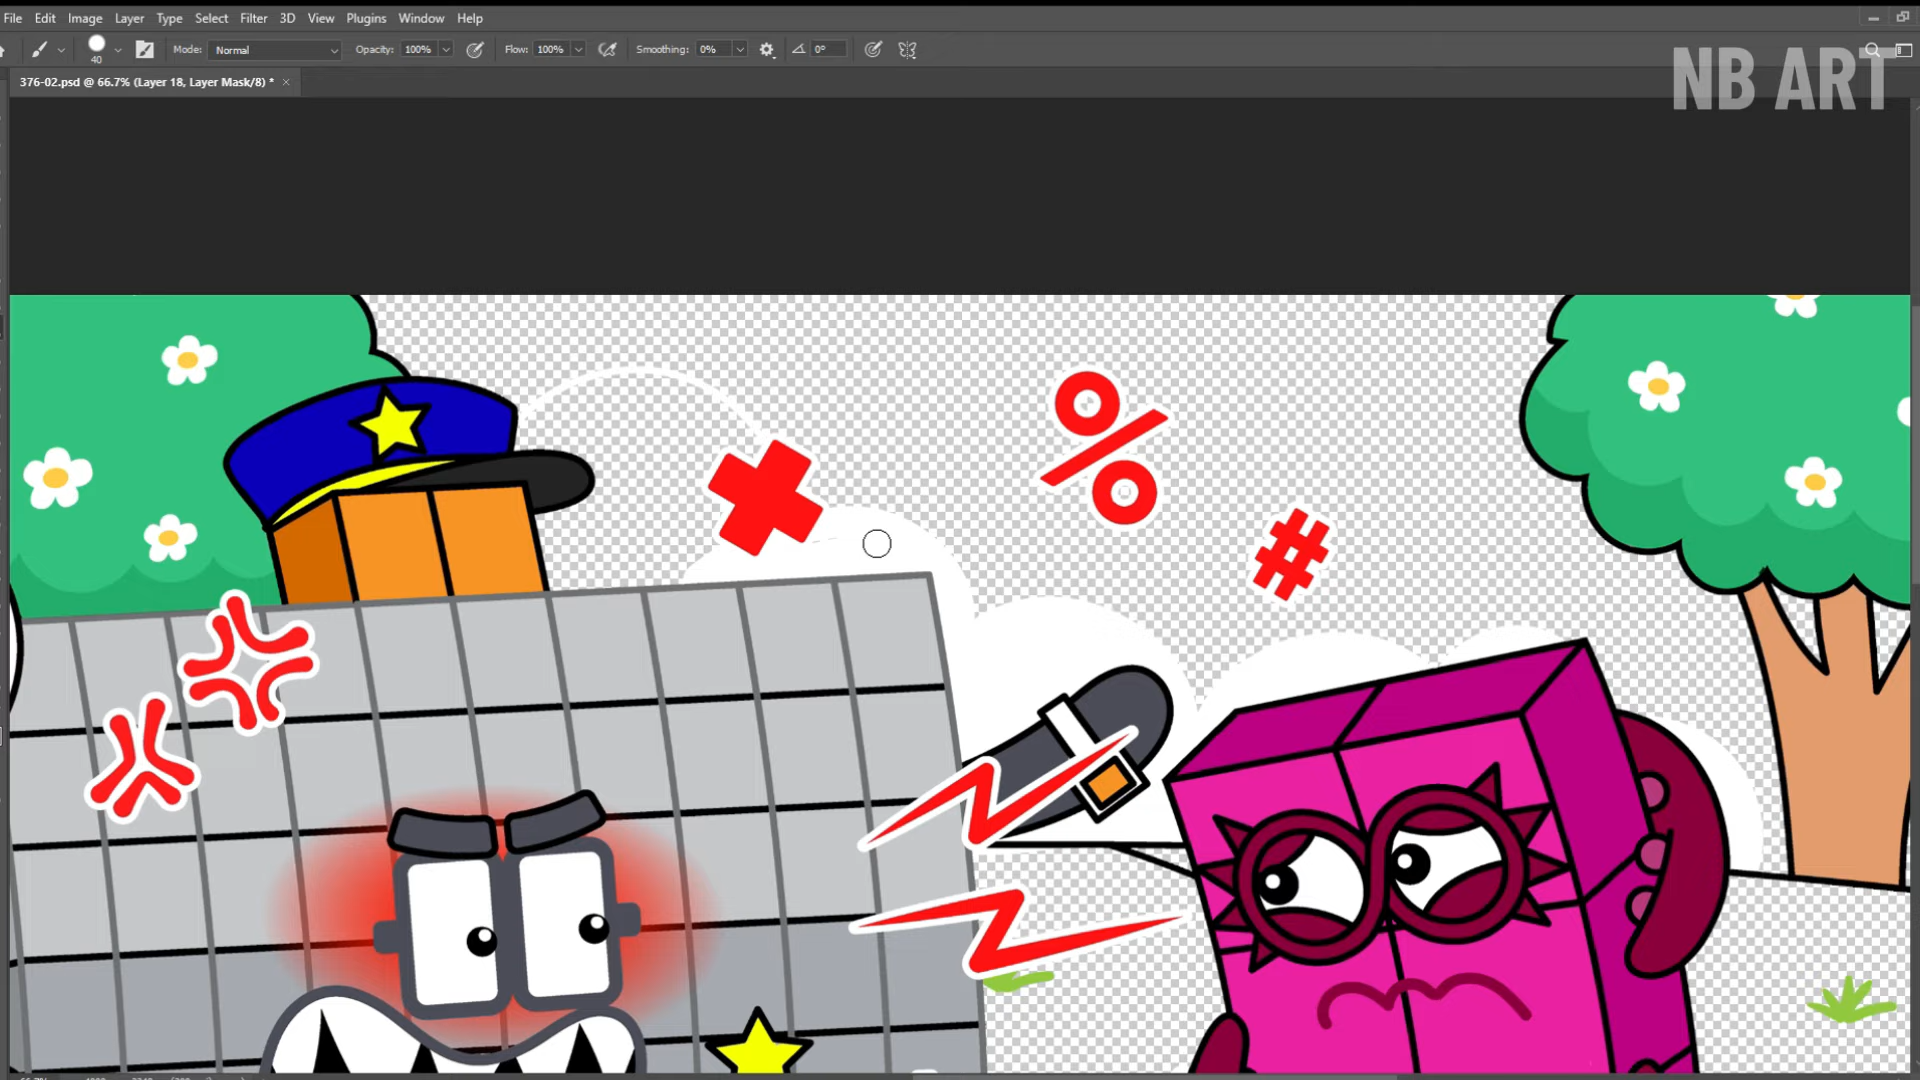 File Edit Image Layer Type Select Filter 3D View Plugins Window Help
40 Mode: Normal Opacity: 100% Flow: 100% Smoothing: 0% 0°
376-02.psd @ 66.7% (Layer 18, Layer Mask/8) *
NB ART
%
#